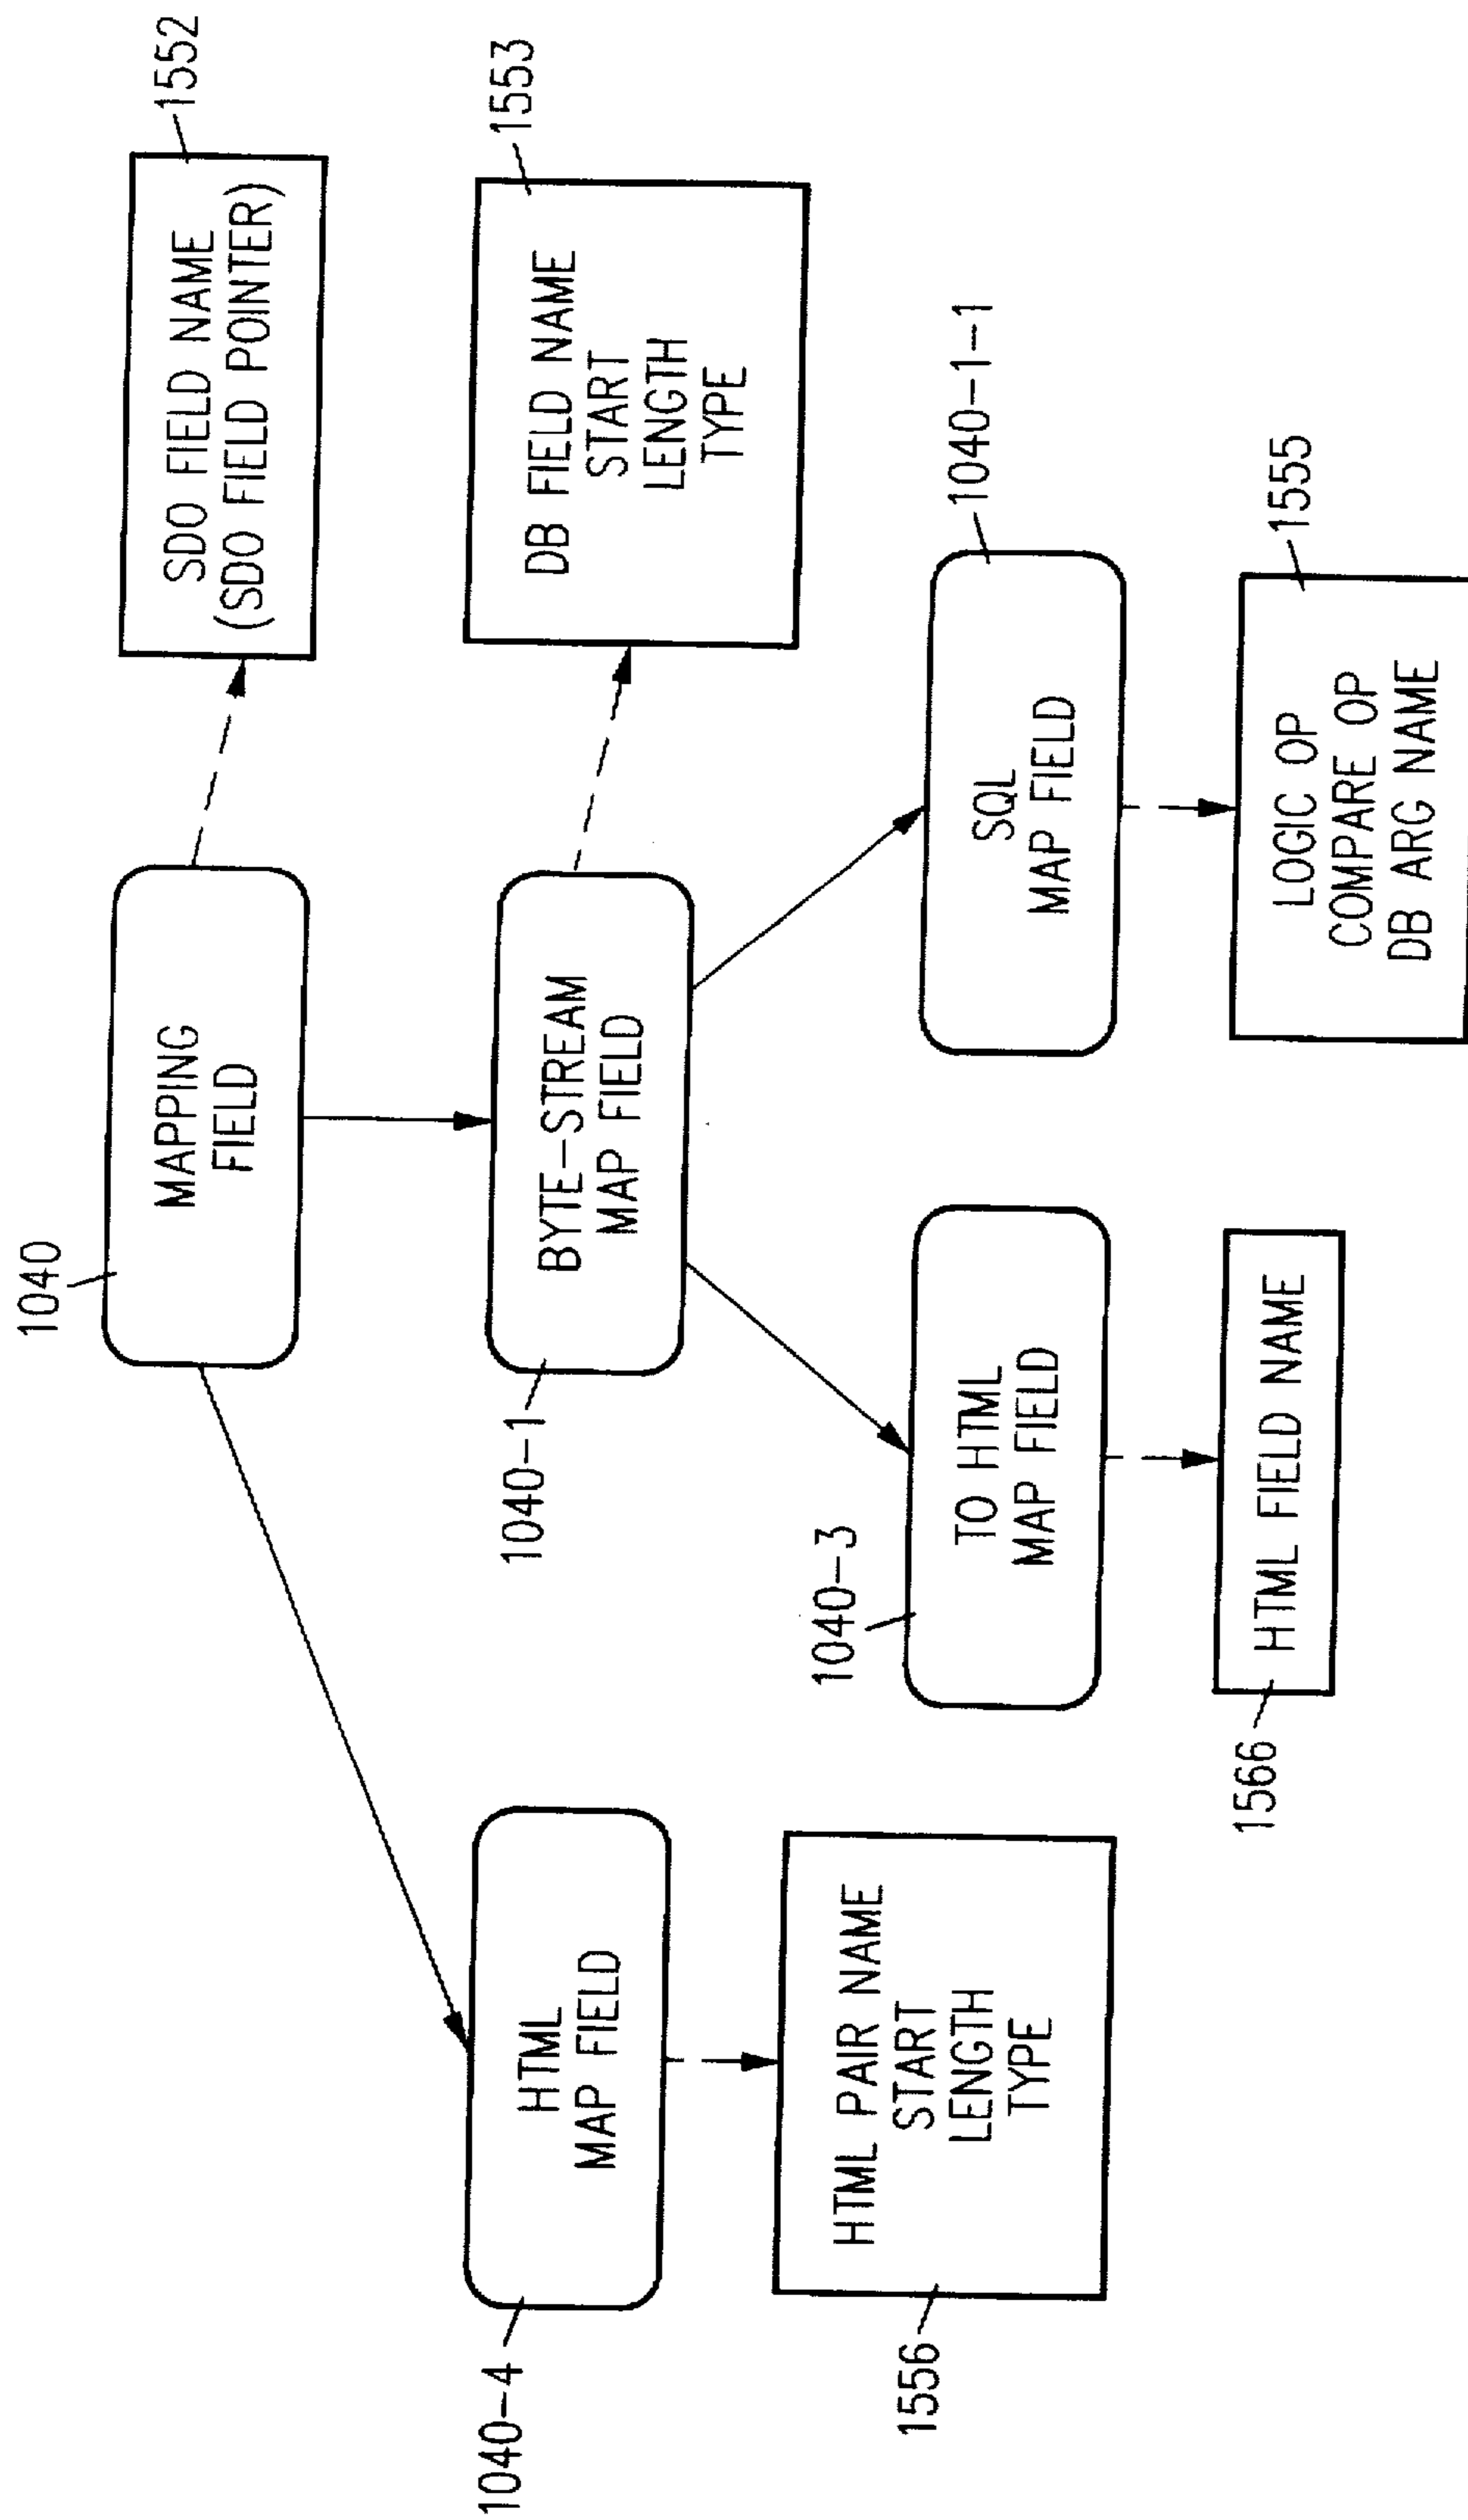 1040
MAPPING
FIELD
SDO FIELD NAME
(SDO FIELD POINTER)
1552
1040-4
HTML
MAP FIELD
1040-1
BYTE-STREAM
MAP FIELD
DB FIELD NAME
START
LENGTH
TYPE
1553
1556
HTML PAIR NAME
START
LENGTH
TYPE
1040-3
TO HTML
MAP FIELD
SQL
MAP FIELD
1040-1-1
1566
HTML FIELD NAME
LOGIC OP
COMPARE OP
DB ARG NAME
1555